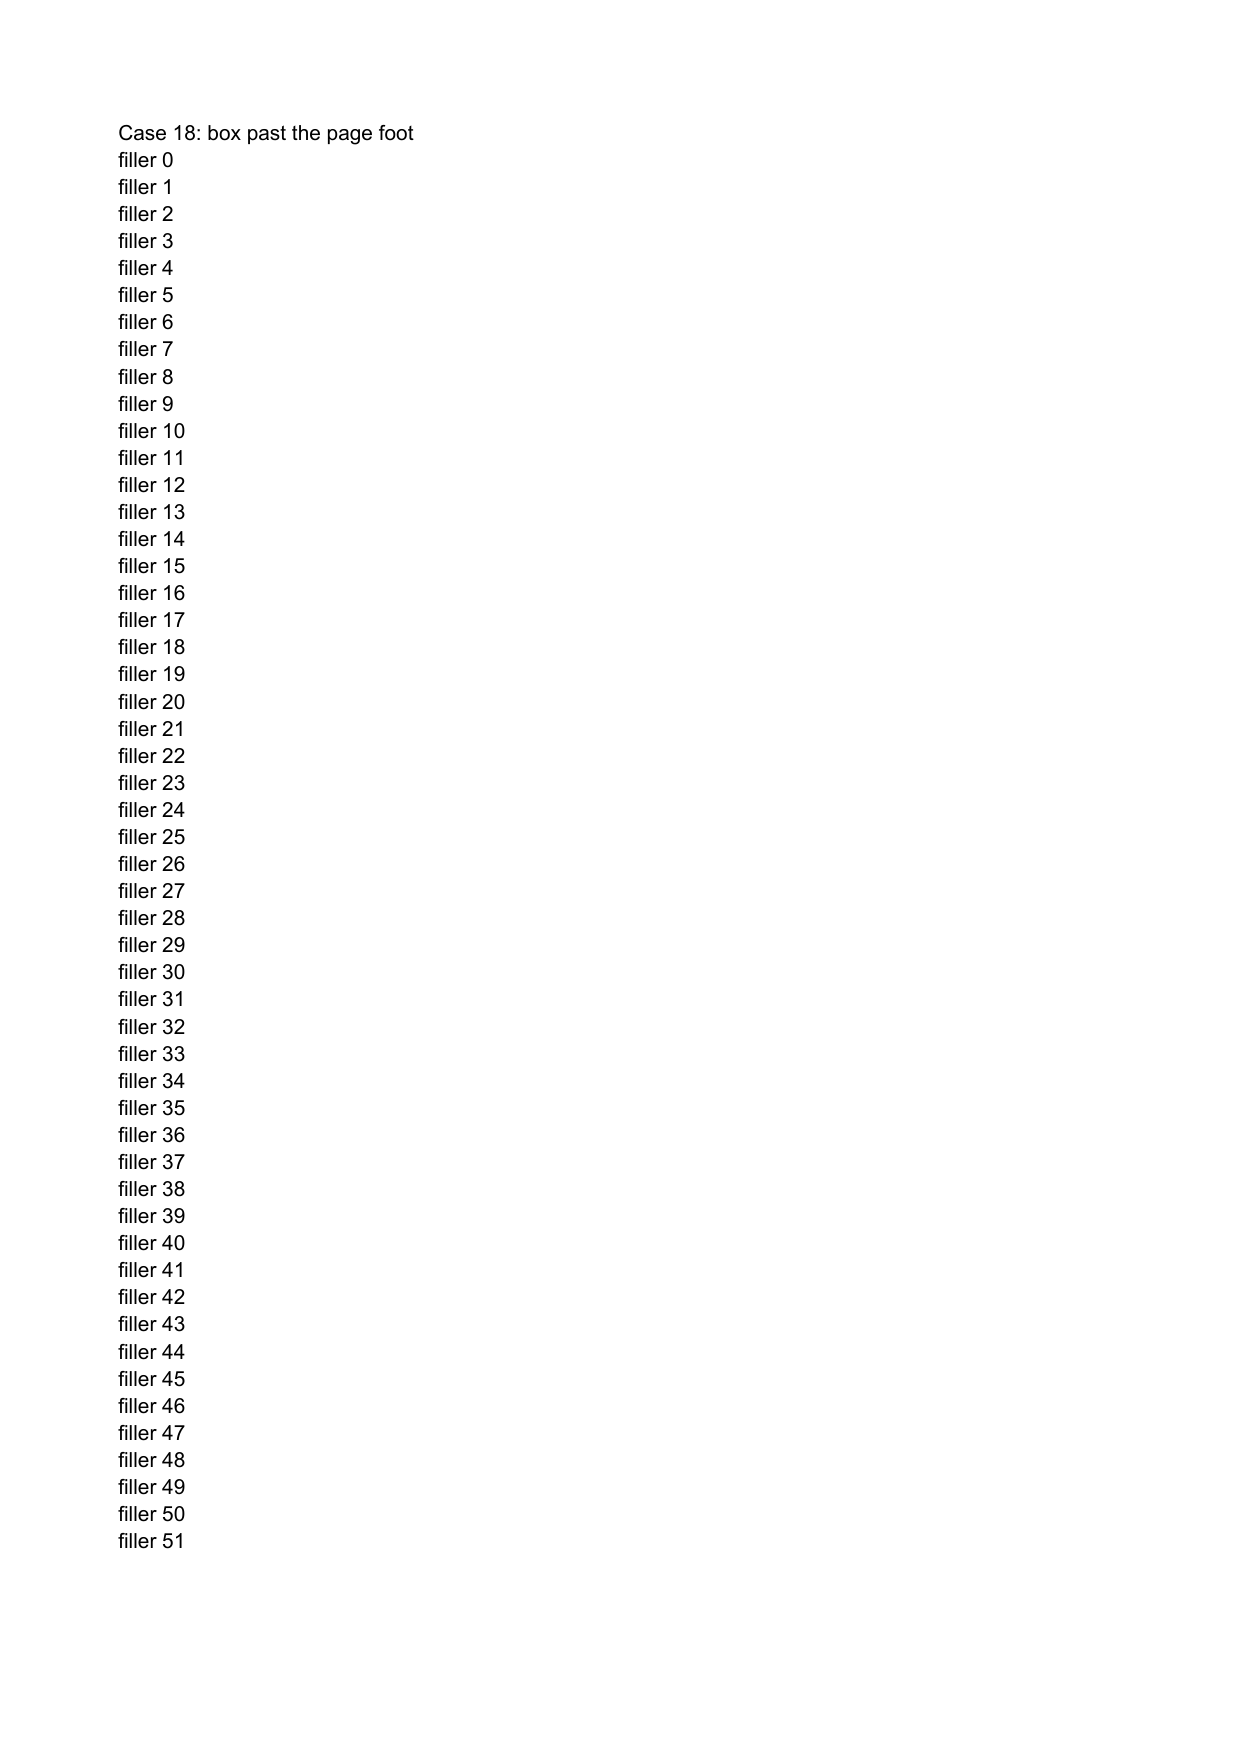 Case 18: box past the page foot
filler 0
filler 1
filler 2
filler 3
filler 4
filler 5
filler 6
filler 7
filler 8
filler 9
filler 10
filler 11
filler 12
filler 13
filler 14
filler 15
filler 16
filler 17
filler 18
filler 19
filler 20
filler 21
filler 22
filler 23
filler 24
filler 25
filler 26
filler 27
filler 28
filler 29
filler 30
filler 31
filler 32
filler 33
filler 34
filler 35
filler 36
filler 37
filler 38
filler 39
filler 40
filler 41
filler 42
filler 43
filler 44
filler 45
filler 46
filler 47
filler 48
filler 49
filler 50
filler 51